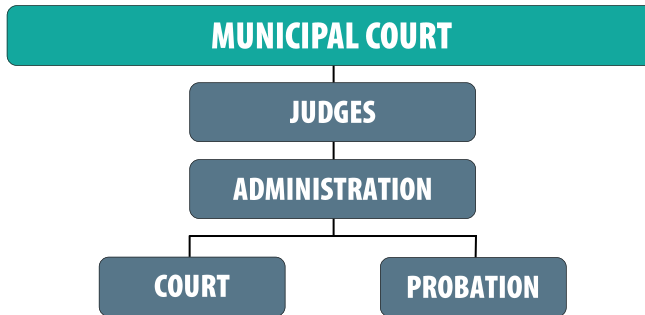 MUNICIPAL COURT
JUDGES
ADMINISTRATION
COURT
PROBATION